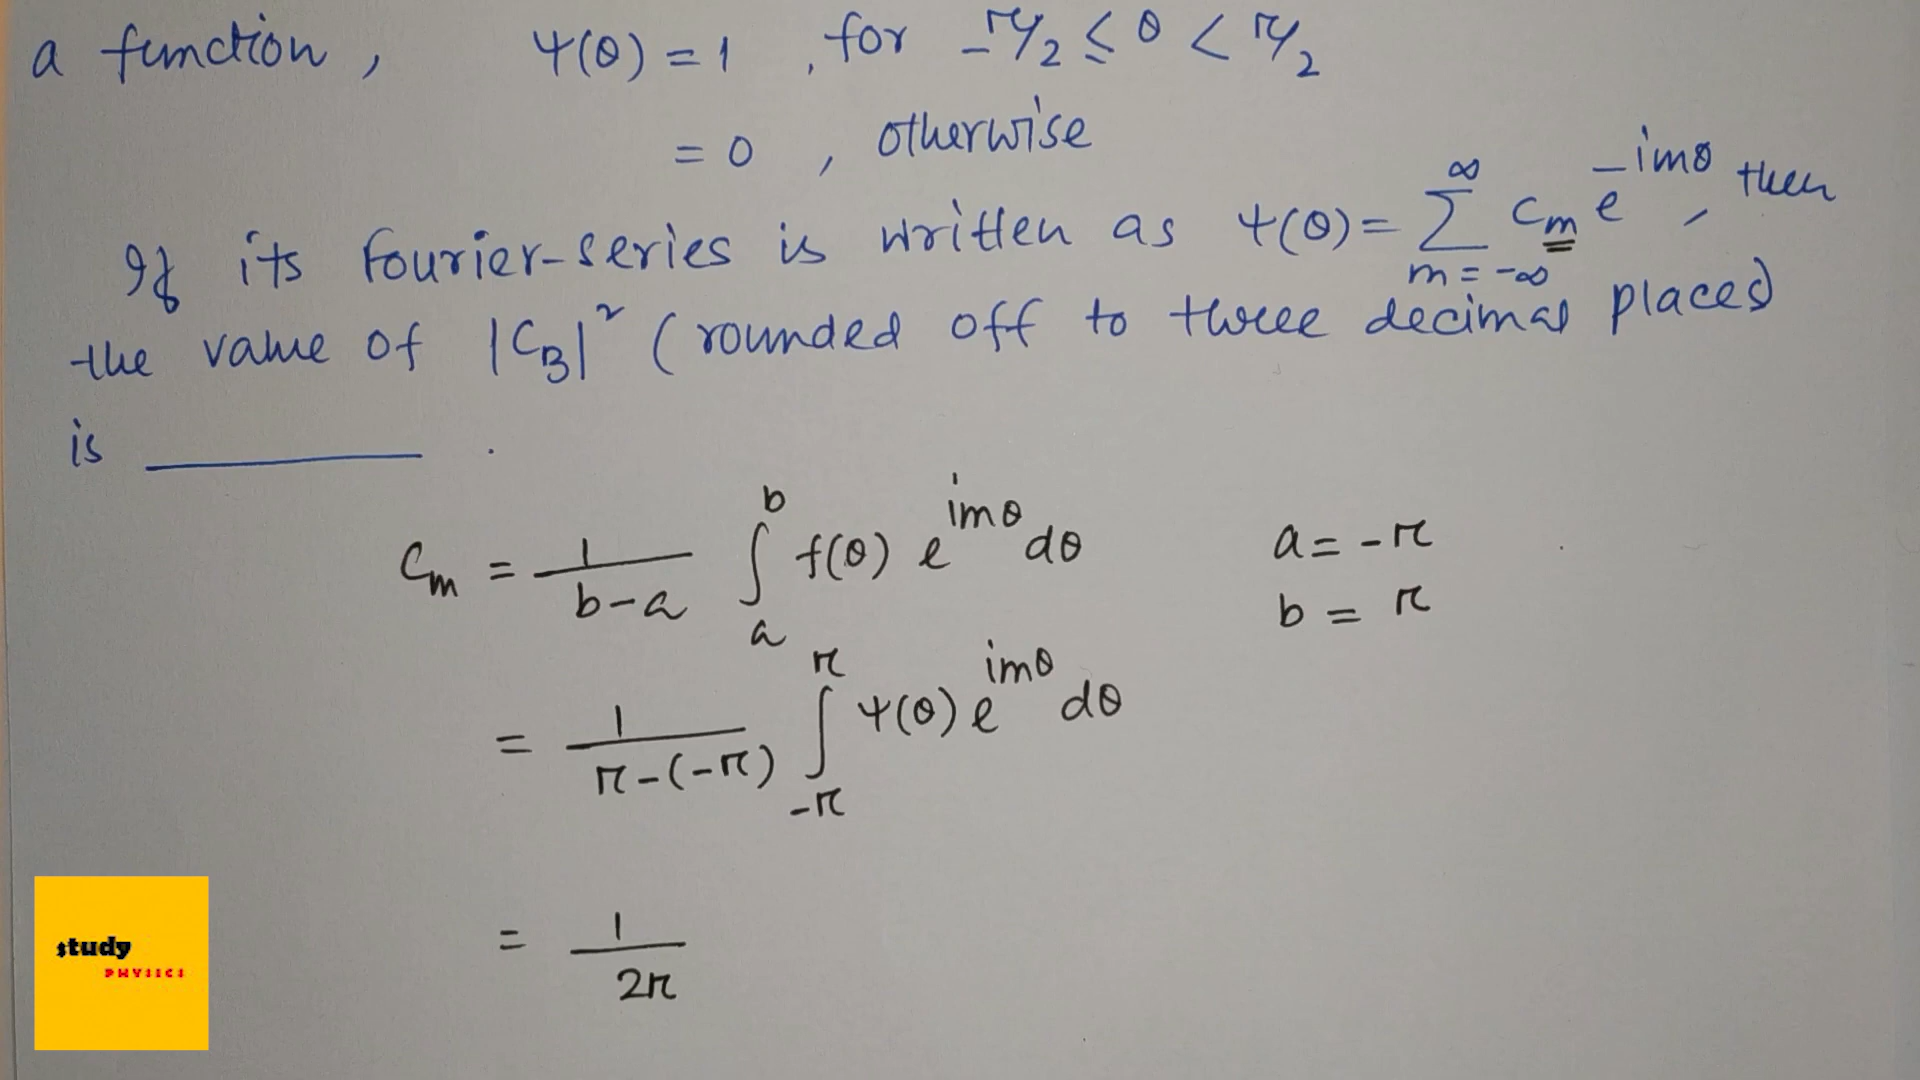 a function, ψ(θ) = 1 , for -π/2 ≤ θ < π/2
= 0 , otherwise
If its Fourier-series is written as ψ(θ) = ∑_{m=-∞}^{∞} C_m e^{-imθ}, then
the value of |C_3|² (rounded off to three decimal places)
is ______ .
C_m = 1/(b-a) ∫_a^b f(θ) e^{imθ} dθ
a = -π
b = π
= 1/(π-(-π)) ∫_{-π}^{π} ψ(θ) e^{imθ} dθ
= 1/2π
study
PHYSICS